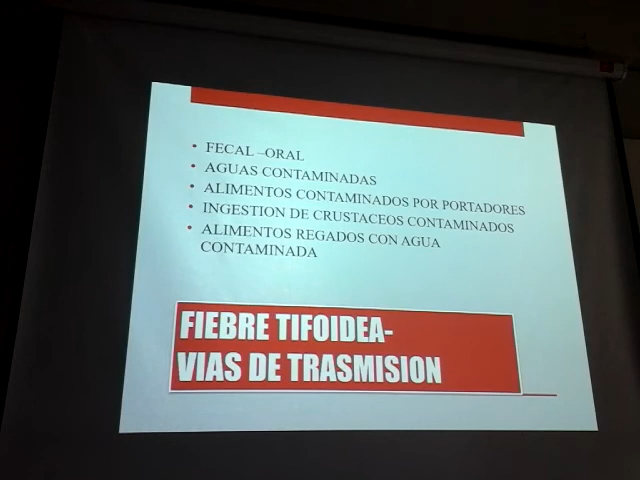 • FECAL –ORAL
• AGUAS CONTAMINADAS
• ALIMENTOS CONTAMINADOS POR PORTADORES
• INGESTION DE CRUSTACEOS CONTAMINADOS
• ALIMENTOS REGADOS CON AGUA
CONTAMINADA
FIEBRE TIFOIDEA-
VIAS DE TRASMISION